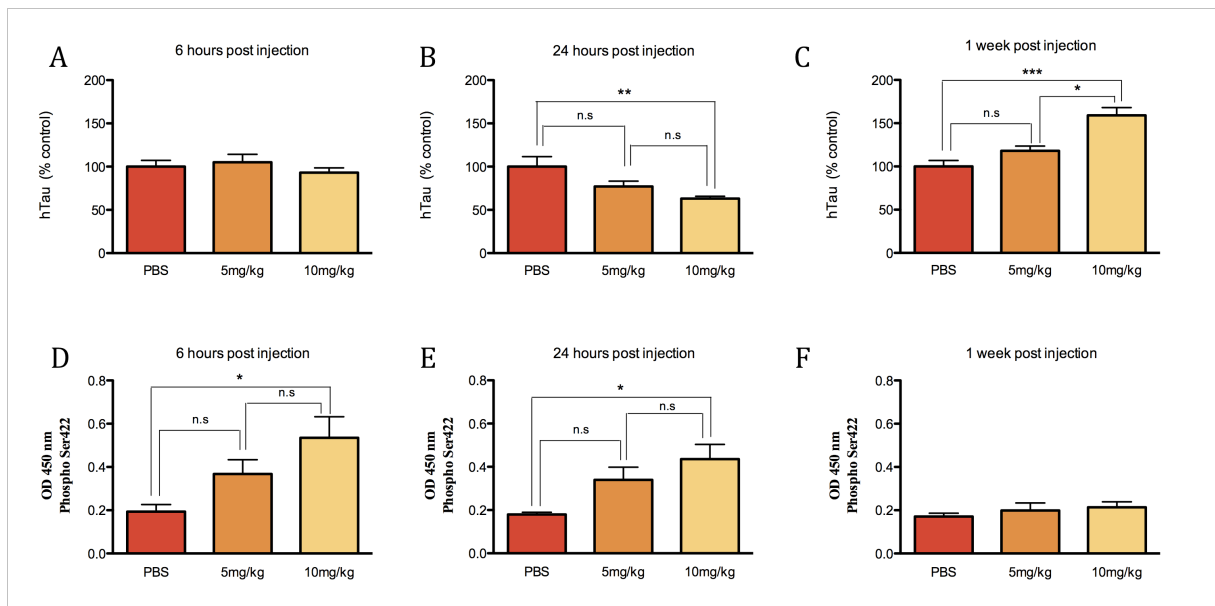 A
6 hours post injection
hTau (% control)
200
150
100
50
0
PBS
5mg/kg
10mg/kg
B
24 hours post injection
hTau (% control)
200
150
100
50
0
**
n.s
n.s
PBS
5mg/kg
10mg/kg
C
1 week post injection
hTau (% control)
200
150
100
50
0
***
*
n.s
PBS
5mg/kg
10mg/kg
D
6 hours post injection
OD 450 nm
Phospho Ser422
0.8
0.6
0.4
0.2
0.0
*
n.s
n.s
PBS
5mg/kg
10mg/kg
E
24 hours post injection
OD 450 nm
Phospho Ser422
0.8
0.6
0.4
0.2
0.0
*
n.s
n.s
PBS
5mg/kg
10mg/kg
F
1 week post injection
OD 450 nm
Phospho Ser422
0.8
0.6
0.4
0.2
0.0
PBS
5mg/kg
10mg/kg